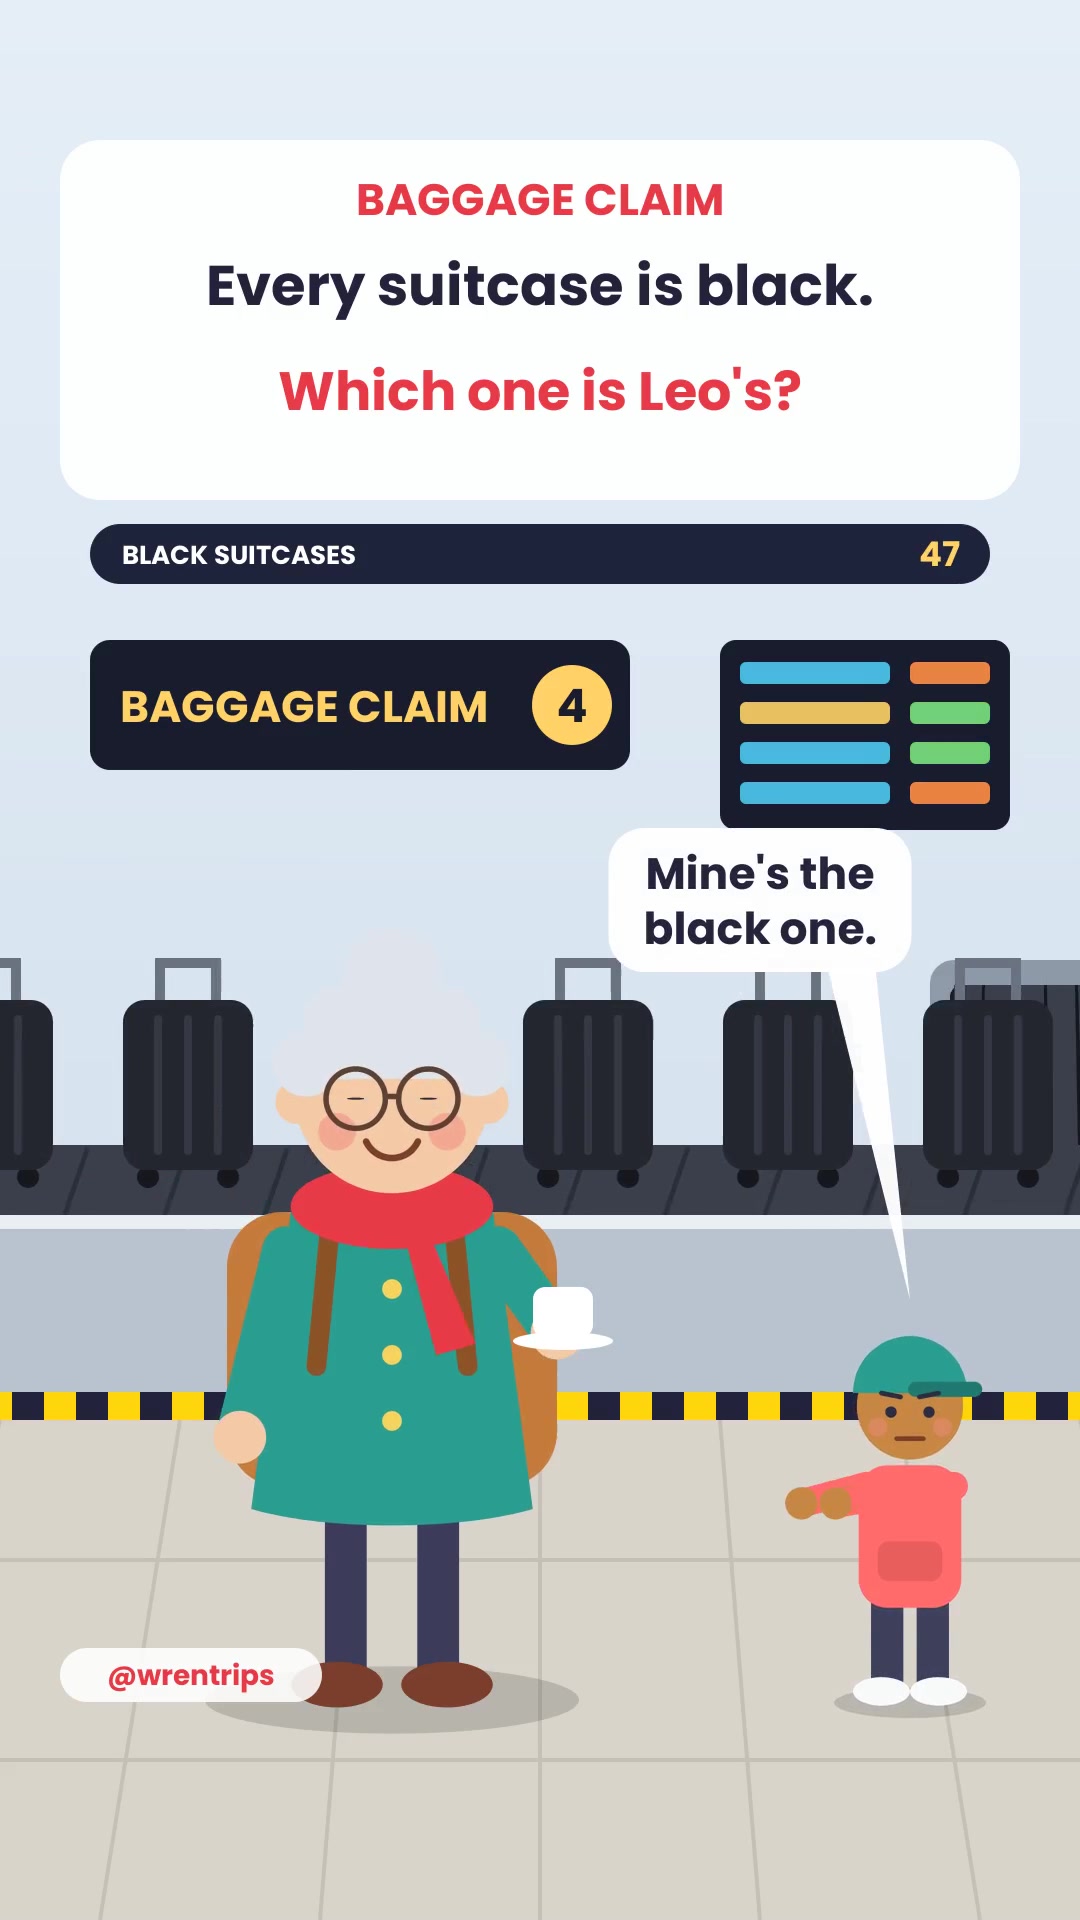 BAGGAGE CLAIM
Every suitcase is black.
Which one is Leo's?
BLACK SUITCASES 47
BAGGAGE CLAIM 4
Mine's the
black one.
@wrentrips